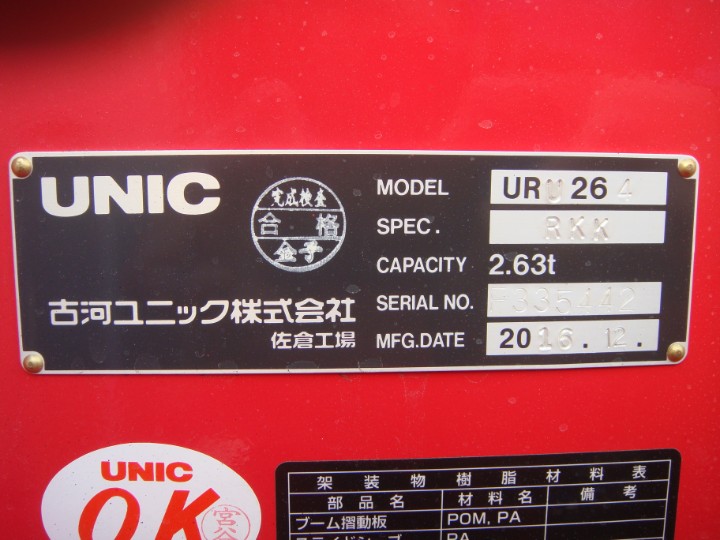 UNIC
完成検査
合格
金子
古河ユニック株式会社
佐倉工場
MODEL URU264
SPEC. RKK
CAPACITY 2.63t
SERIAL NO. F335442
MFG.DATE 2016.12.
UNIC
OK
架装物樹脂材料表
部品名 材料名 備考
ブーム摺動板 POM, PA
PA